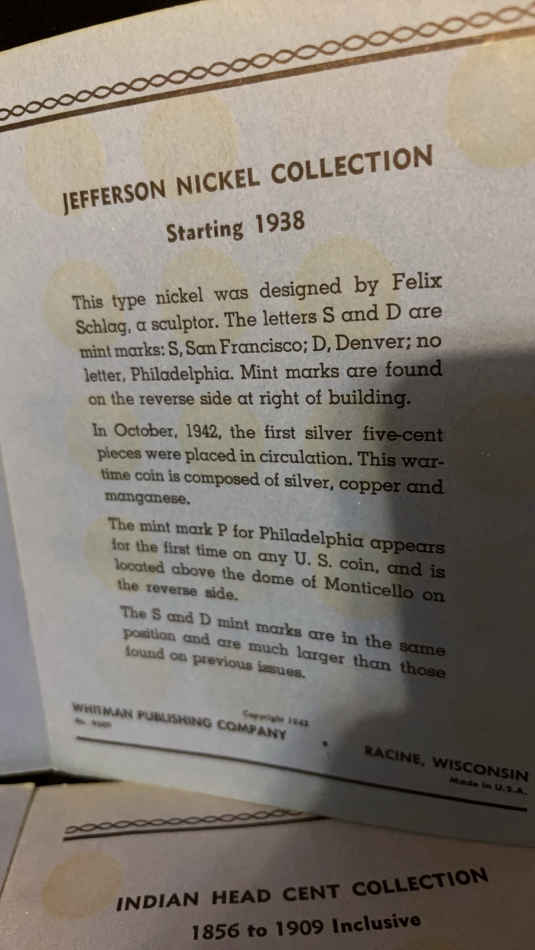 JEFFERSON NICKEL COLLECTION
Starting 1938
This type nickel was designed by Felix
Schlag, a sculptor. The letters S and D are
mint marks: S, San Francisco; D, Denver; no
letter, Philadelphia. Mint marks are found
on the reverse side at right of building.
In October, 1942, the first silver five-cent
pieces were placed in circulation. This war-
time coin is composed of silver, copper and
manganese.
The mint mark P for Philadelphia appears
for the first time on any U. S. coin, and is
located above the dome of Monticello on
the reverse side.
The S and D mint marks are in the same
position and are much larger than those
found on previous issues.
Copyright
WHITMAN PUBLISHING COMPANY • RACINE, WISCONSIN
Made in U.S.A.
INDIAN HEAD CENT COLLECTION
1856 to 1909 Inclusive